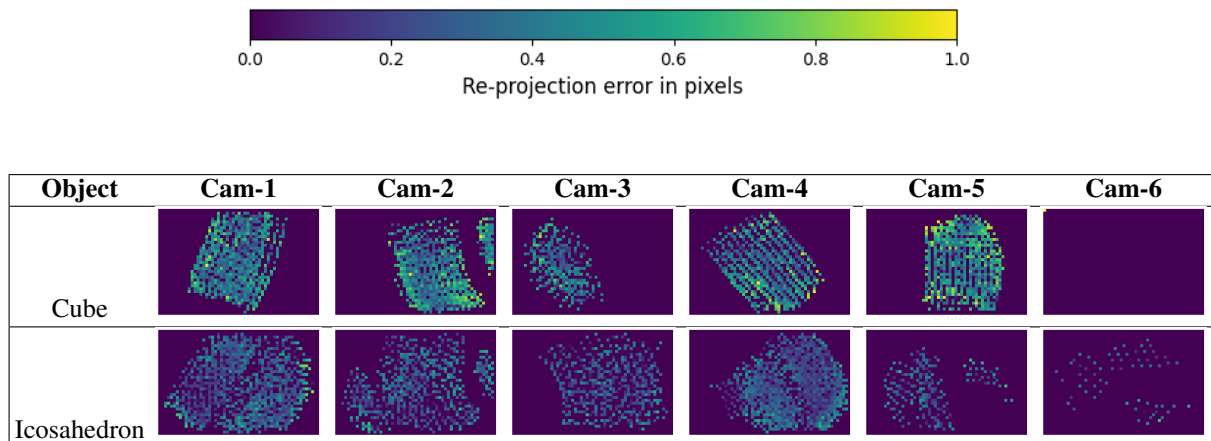 0.0 0.2 0.4 0.6 0.8 1.0
Re-projection error in pixels
Object Cam-1 Cam-2 Cam-3 Cam-4 Cam-5 Cam-6
Cube
Icosahedron